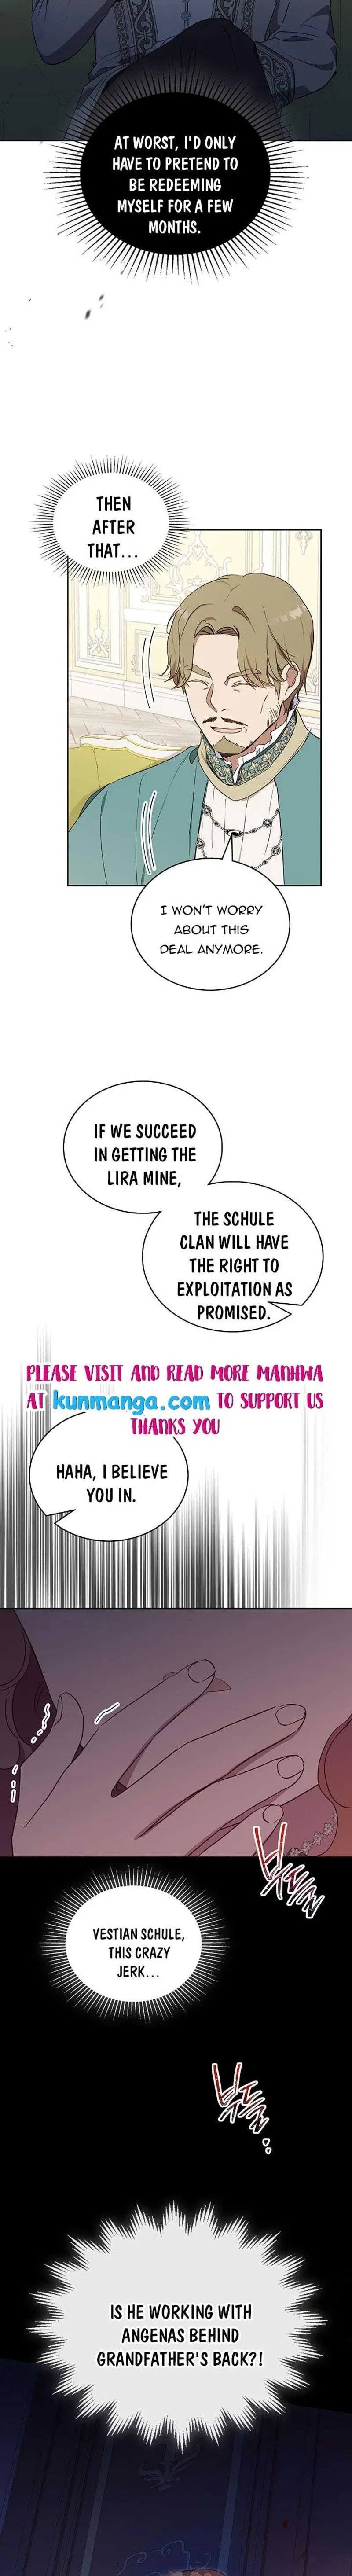 AT WORST, I'D ONLY
HAVE TO PRETEND TO
BE REDEEMING
MYSELF FOR A FEW
MONTHS.
THEN
AFTER
THAT...
I WON'T WORRY
ABOUT THIS
DEAL ANYMORE.
IF WE SUCCEED
IN GETTING THE
LIRA MINE,
THE SCHULE
CLAN WILL HAVE
THE RIGHT TO
EXPLOITATION AS
PROMISED.
PLEASE VISIT AND READ MORE MANHWA
AT kunmanga.com TO SUPPORT US
THANKS YOU
HAHA, I BELIEVE
YOU IN.
VESTIAN SCHULE,
THIS CRAZY
JERK...
IS HE WORKING WITH
ANGENAS BEHIND
GRANDFATHER'S BACK?!